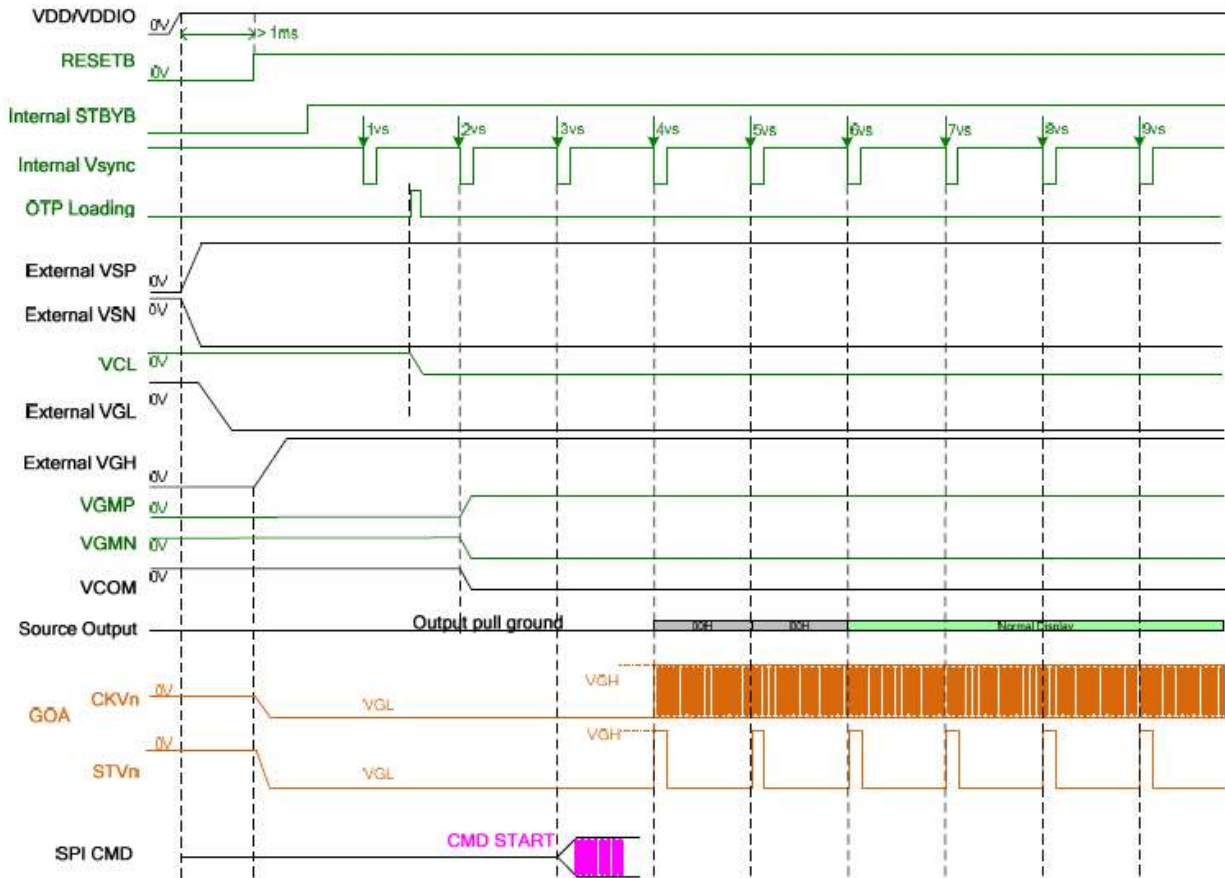 VDD/VDDIO 0V > 1ms
RESETB 0V
Internal STBYB
1vs 2vs 3vs 4vs 5vs 6vs 7vs 8vs 9vs
Internal Vsync
OTP Loading
External VSP 0V
External VSN 0V
VCL 0V
External VGL 0V
External VGH 0V
VGMP 0V
VGMN 0V
VCOM 0V
Source Output Output pull ground 00H 00H Normal Display
VGH
CKVn 0V
GOA VGL
VGH
0V
STVn VGL
CMD START
SPI CMD